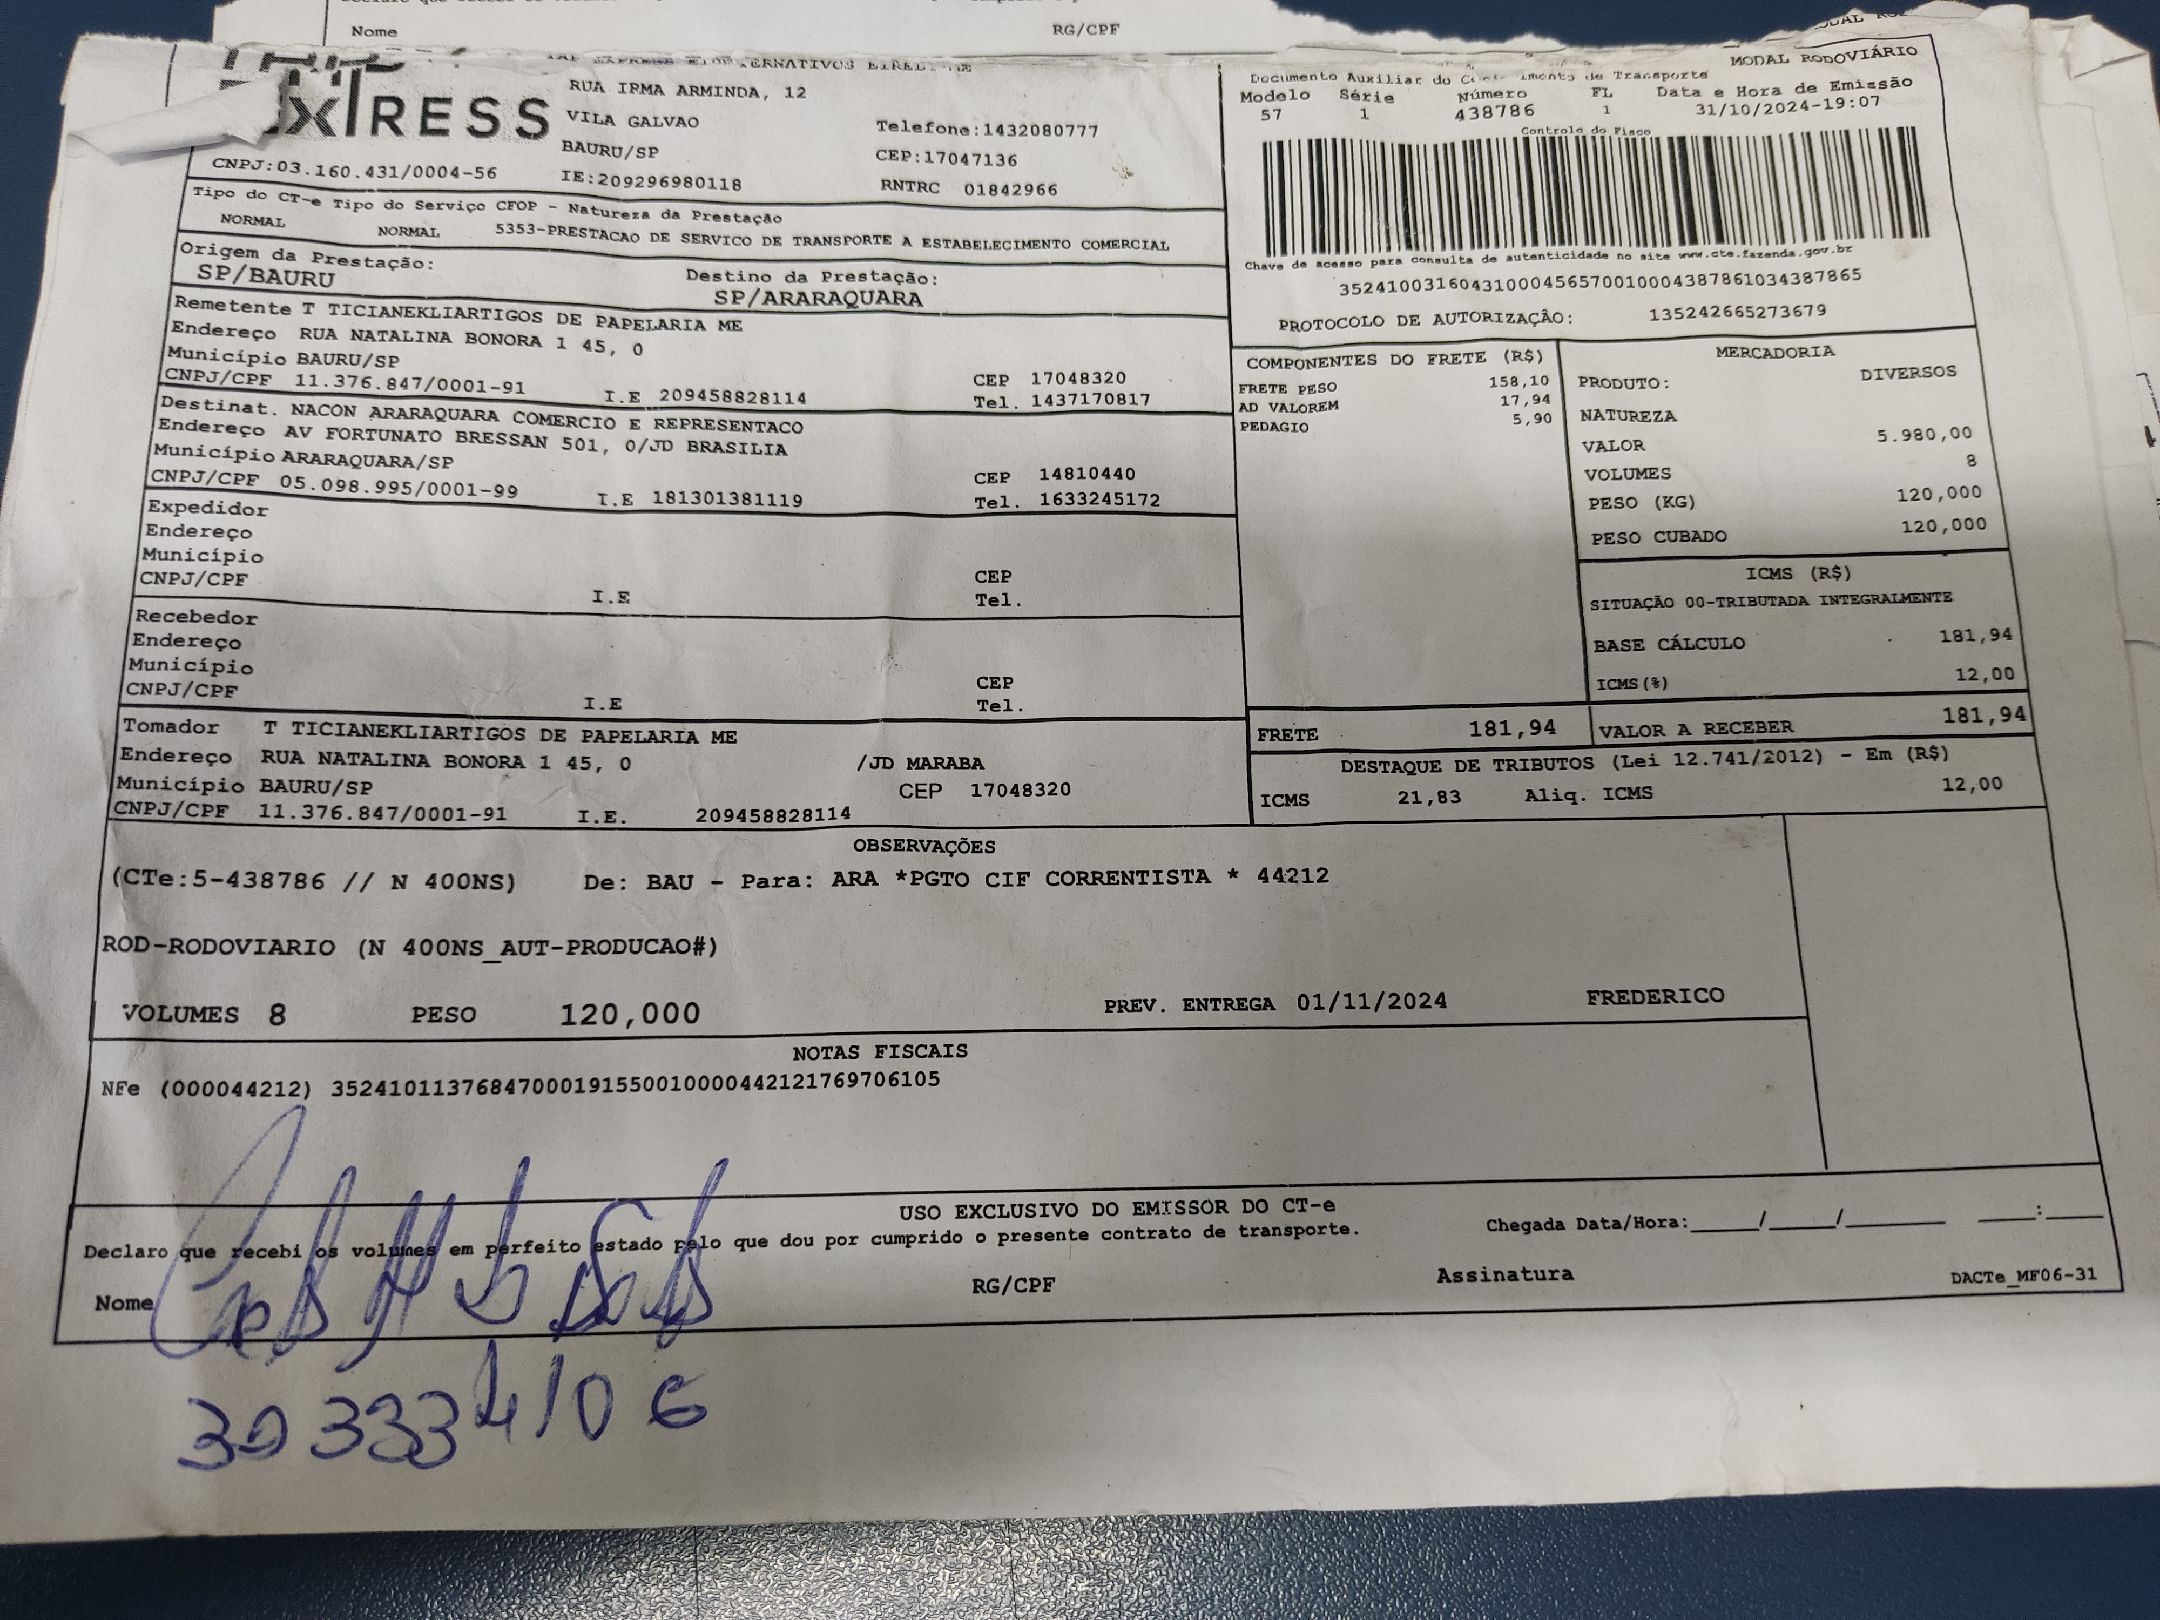 Nome RG/CPF
EXPRESS
RUA IRMA ARMINDA, 12
VILA GALVAO Telefone:1432080777
BAURU/SP CEP:17047136
CNPJ:03.160.431/0004-56 IE:209296980118 RNTRC 01842966
MODAL RODOVIÁRIO
Documento Auxiliar do de Transporte
Modelo Série Número FL Data e Hora de Emissão
57 1 438786 1 31/10/2024-19:07
Controle do Fisco
Chave de acesso para consulta de autenticidade no site www.cte.fazenda.gov.br
35241003160431000456570010004387861034387865
PROTOCOLO DE AUTORIZAÇÃO: 135242665273679
Tipo do CT-e Tipo do Serviço CFOP - Natureza da Prestação
NORMAL NORMAL 5353-PRESTACAO DE SERVICO DE TRANSPORTE A ESTABELECIMENTO COMERCIAL
Origem da Prestação: Destino da Prestação:
SP/BAURU SP/ARARAQUARA
Remetente T TICIANEKLIARTIGOS DE PAPELARIA ME
Endereço RUA NATALINA BONORA 1 45, 0
Município BAURU/SP CEP 17048320
CNPJ/CPF 11.376.847/0001-91 I.E 209458828114 Tel. 1437170817
Destinat. NACON ARARAQUARA COMERCIO E REPRESENTACO
Endereço AV FORTUNATO BRESSAN 501, 0/JD BRASILIA
Município ARARAQUARA/SP CEP 14810440
CNPJ/CPF 05.098.995/0001-99 I.E 181301381119 Tel. 1633245172
Expedidor
Endereço
Município CEP
CNPJ/CPF I.E Tel.
Recebedor
Endereço
Município CEP
CNPJ/CPF I.E Tel.
Tomador T TICIANEKLIARTIGOS DE PAPELARIA ME
Endereço RUA NATALINA BONORA 1 45, 0 /JD MARABA
Município BAURU/SP CEP 17048320
CNPJ/CPF 11.376.847/0001-91 I.E. 209458828114
COMPONENTES DO FRETE (R$)
FRETE PESO 158,10
AD VALOREM 17,94
PEDAGIO 5,90
MERCADORIA
PRODUTO: DIVERSOS
NATUREZA
VALOR 5.980,00
VOLUMES 8
PESO (KG) 120,000
PESO CUBADO 120,000
ICMS (R$)
SITUAÇÃO 00-TRIBUTADA INTEGRALMENTE
BASE CÁLCULO 181,94
ICMS(%) 12,00
FRETE 181,94 VALOR A RECEBER 181,94
DESTAQUE DE TRIBUTOS (Lei 12.741/2012) - Em (R$)
ICMS 21,83 Aliq. ICMS 12,00
OBSERVAÇÕES
(CTe:5-438786 // N 400NS) De: BAU - Para: ARA *PGTO CIF CORRENTISTA * 44212
ROD-RODOVIARIO (N 400NS_AUT-PRODUCAO#)
VOLUMES 8 PESO 120,000 PREV. ENTREGA 01/11/2024 FREDERICO
NOTAS FISCAIS
NFe (000044212) 35241011376847000191550010000442121769706105
USO EXCLUSIVO DO EMISSOR DO CT-e
Declaro que recebi os volumes em perfeito estado pelo que dou por cumprido o presente contrato de transporte. Chegada Data/Hora:_____/_____/________ ____:____
Nome RG/CPF Assinatura DACTe_MF06-31